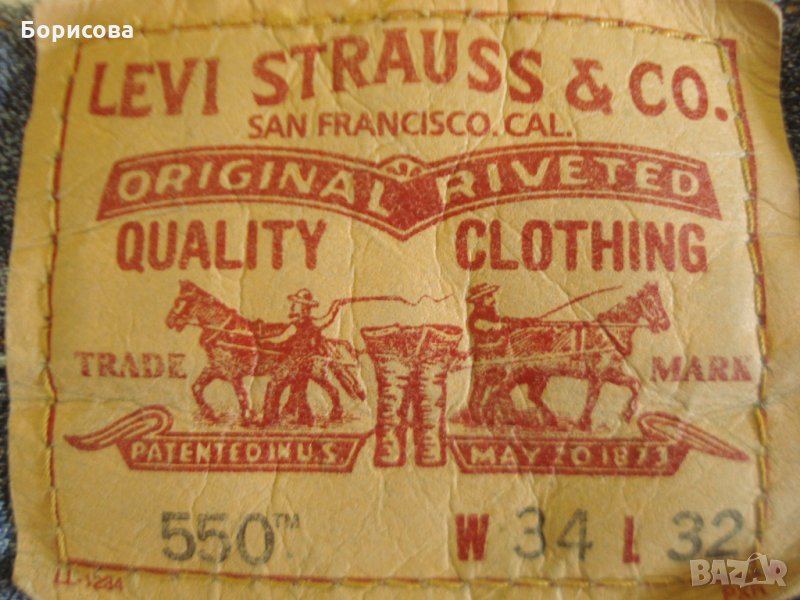 Борисова
LEVI STRAUSS & CO.
SAN FRANCISCO. CAL.
ORIGINAL RIVETED
QUALITY CLOTHING
TRADE MARK
PATENTED IN U.S. MAY 20 1873
550™ W 34 L 32
BAZAR